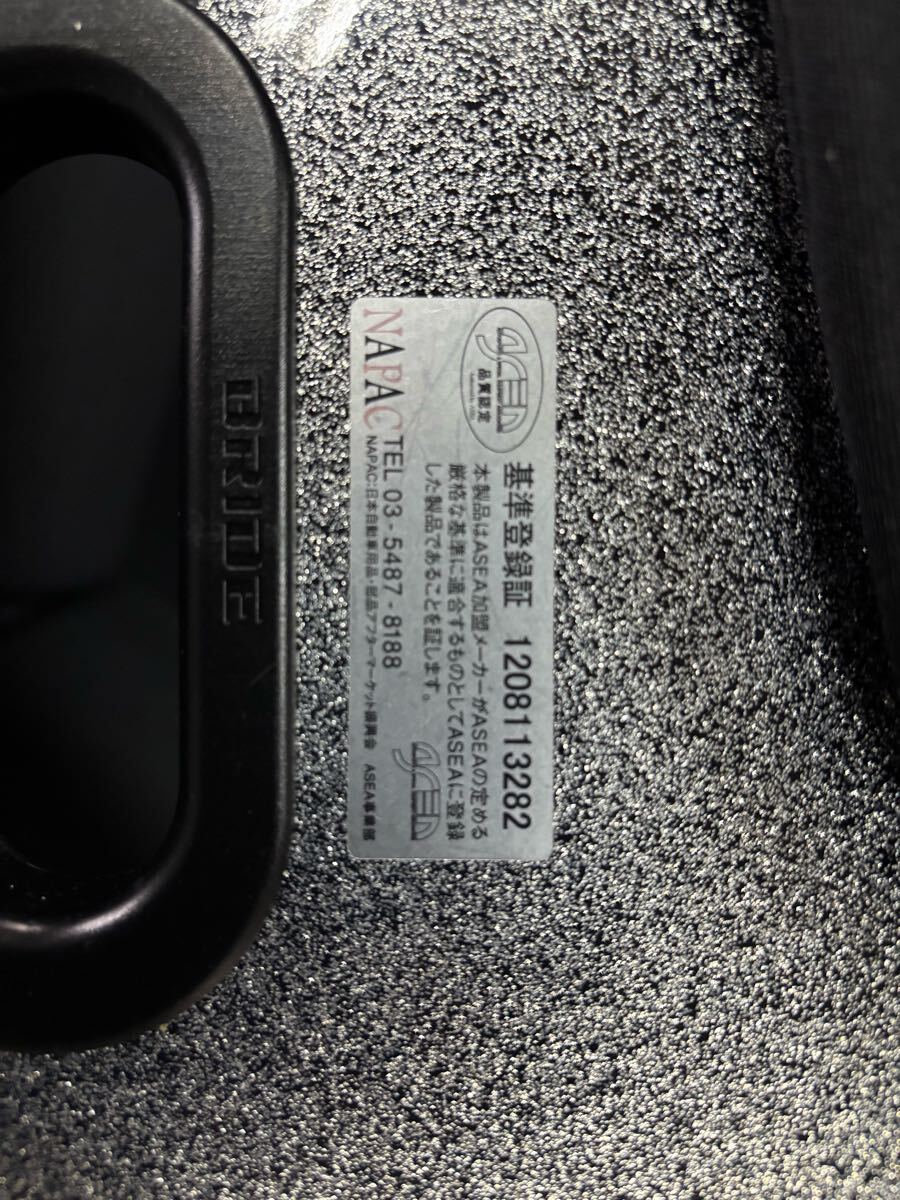 BRIDE
ASEA
品質認定
基準登録証 1208113282
本製品はASEA加盟メーカーがASEAの定める
厳格な基準に適合するものとしてASEAに登録
した製品であることを証します。
ASEA
NAPAC TEL 03-5487-8188
NAPAC:日本自動車用品・部品アフターマーケット振興会 ASEA事業部